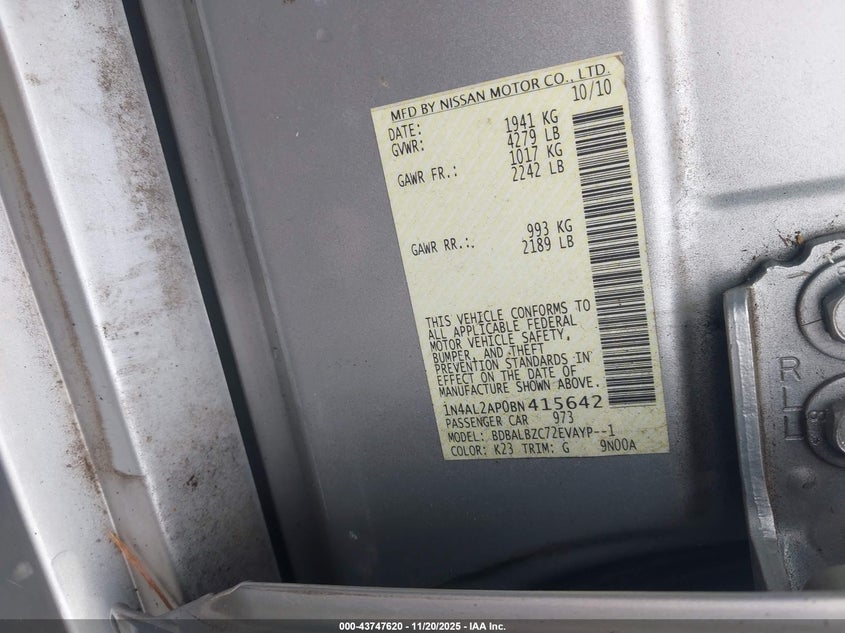 MFD BY NISSAN MOTOR CO., LTD.
DATE: 10/10
GVWR: 1941 KG
4279 LB
GAWR FR.: 1017 KG
2242 LB
GAWR RR.: 993 KG
2189 LB
THIS VEHICLE CONFORMS TO
ALL APPLICABLE FEDERAL
MOTOR VEHICLE SAFETY,
BUMPER, AND THEFT
PREVENTION STANDARDS IN
EFFECT ON THE DATE OF
MANUFACTURE SHOWN ABOVE.
1N4AL2AP0BN415642
PASSENGER CAR 973
MODEL: BDBALBZC72EVAYP--1
COLOR: K23 TRIM: G 9N00A
000-43747620 - 11/20/2025 - IAA Inc.